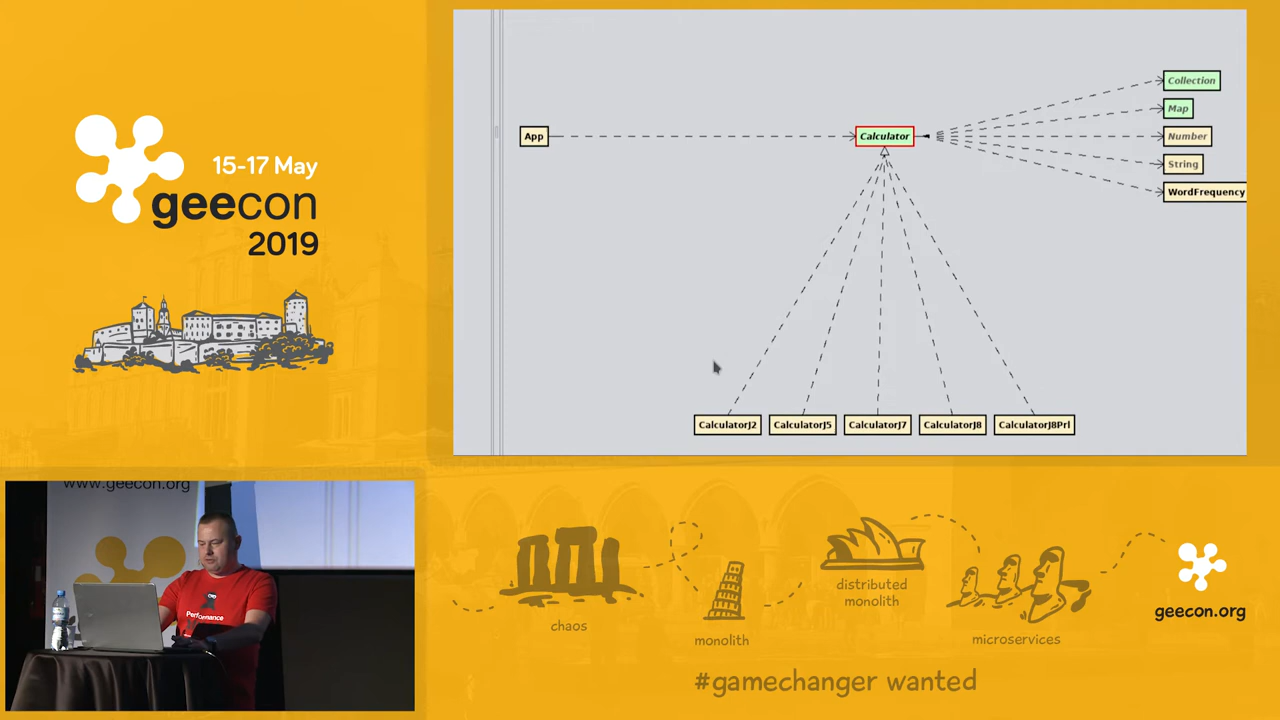 15-17 May
geecon
2019
App
Calculator
Collection
Map
Number
String
WordFrequency
CalculatorJ2
CalculatorJ5
CalculatorJ7
CalculatorJ8
CalculatorJ8Prl
www.geecon.org
Performance
chaos
monolith
distributed
monolith
microservices
geecon.org
#gamechanger wanted